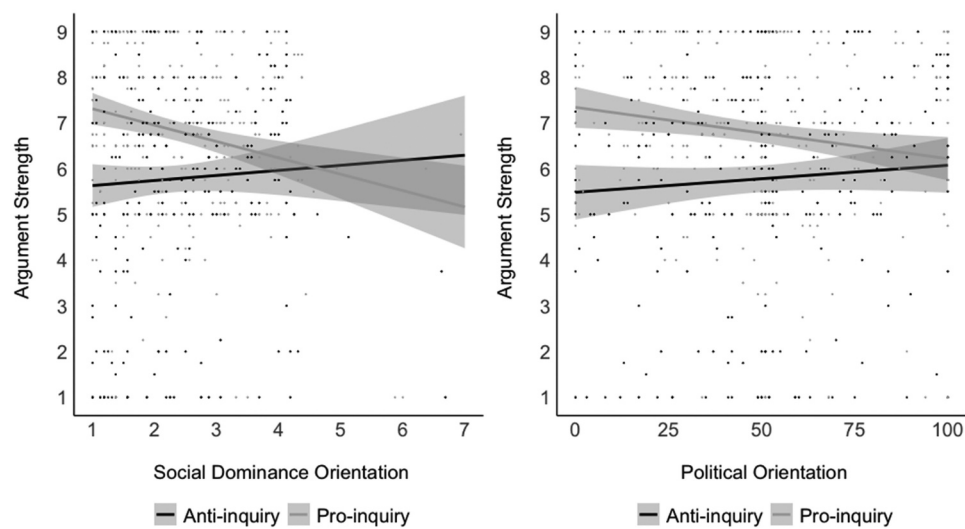 Argument Strength
9
8
7
6
5
4
3
2
1
1 2 3 4 5 6 7
Social Dominance Orientation
Anti-inquiry Pro-inquiry
Argument Strength
9
8
7
6
5
4
3
2
1
0 25 50 75 100
Political Orientation
Anti-inquiry Pro-inquiry